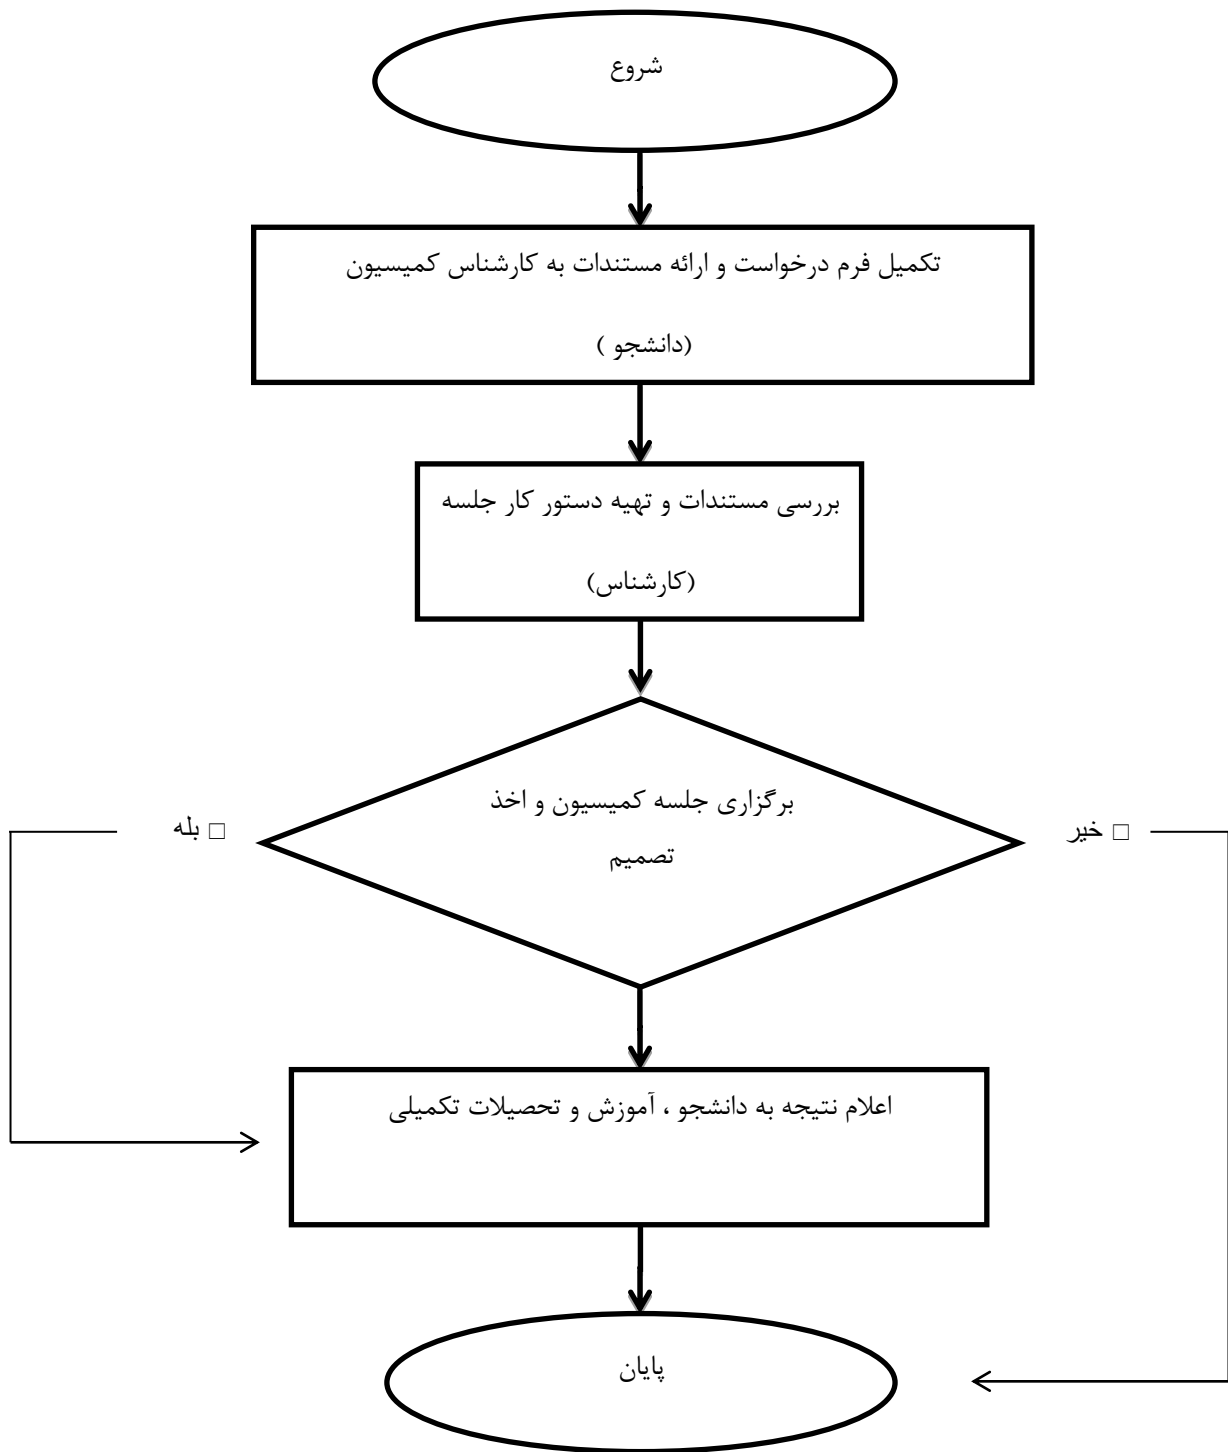 شروع
تکمیل فرم درخواست و ارائه مستندات به کارشناس کمیسیون
(دانشجو )
بررسی مستندات و تهیه دستور کار جلسه
(کارشناس)
برگزاری جلسه کمیسیون و اخذ
تصمیم
□ خیر
□ بله
اعلام نتیجه به دانشجو ، آموزش و تحصیلات تکمیلی
پایان